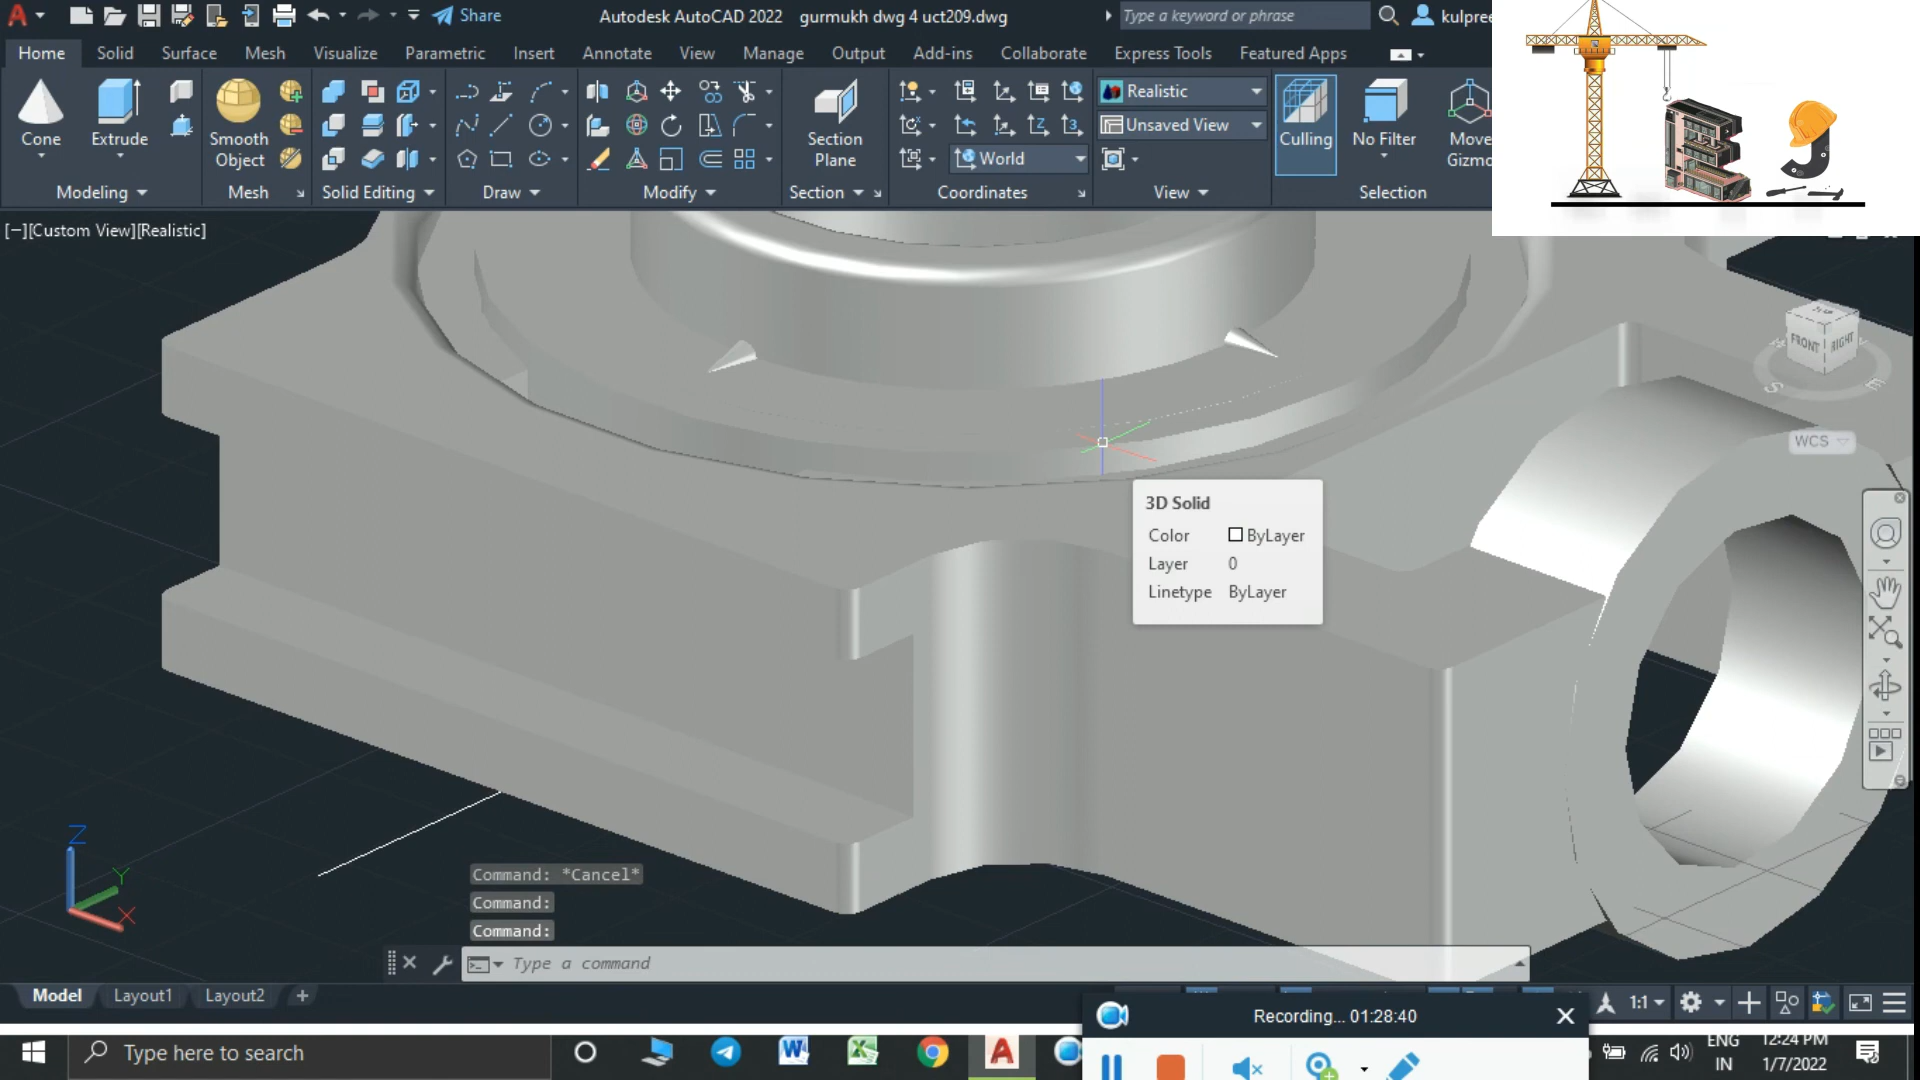 Share
Autodesk AutoCAD 2022 gurmukh dwg 4 uct209.dwg
Type a keyword or phrase
Home Solid Surface Mesh Visualize Parametric Insert Annotate View Manage Output Add-ins Collaborate Express Tools Featured Apps
Cone Extrude
Smooth Object
Section Plane
Realistic
Unsaved View
World
Culling
No Filter
Move
Modeling Mesh Solid Editing Draw Modify Section Coordinates View Selection
[−][Custom View][Realistic]
FRONT RIGHT
S E
WCS
3D Solid
Color ByLayer
Layer 0
Linetype ByLayer
Z
Y
X
Command: *Cancel*
Command:
Command:
Type a command
Model Layout1 Layout2 +
1:1
Recording... 01:28:40
Type here to search
ENG
IN
12:24 PM
1/7/2022